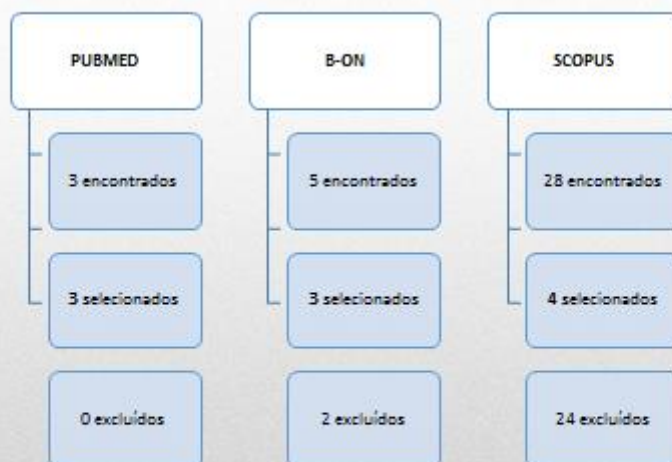 PUBMED
3 encontrados
3 selecionados
0 excluídos
B-ON
5 encontrados
3 selecionados
2 excluídos
SCOPUS
28 encontrados
4 selecionados
24 excluídos